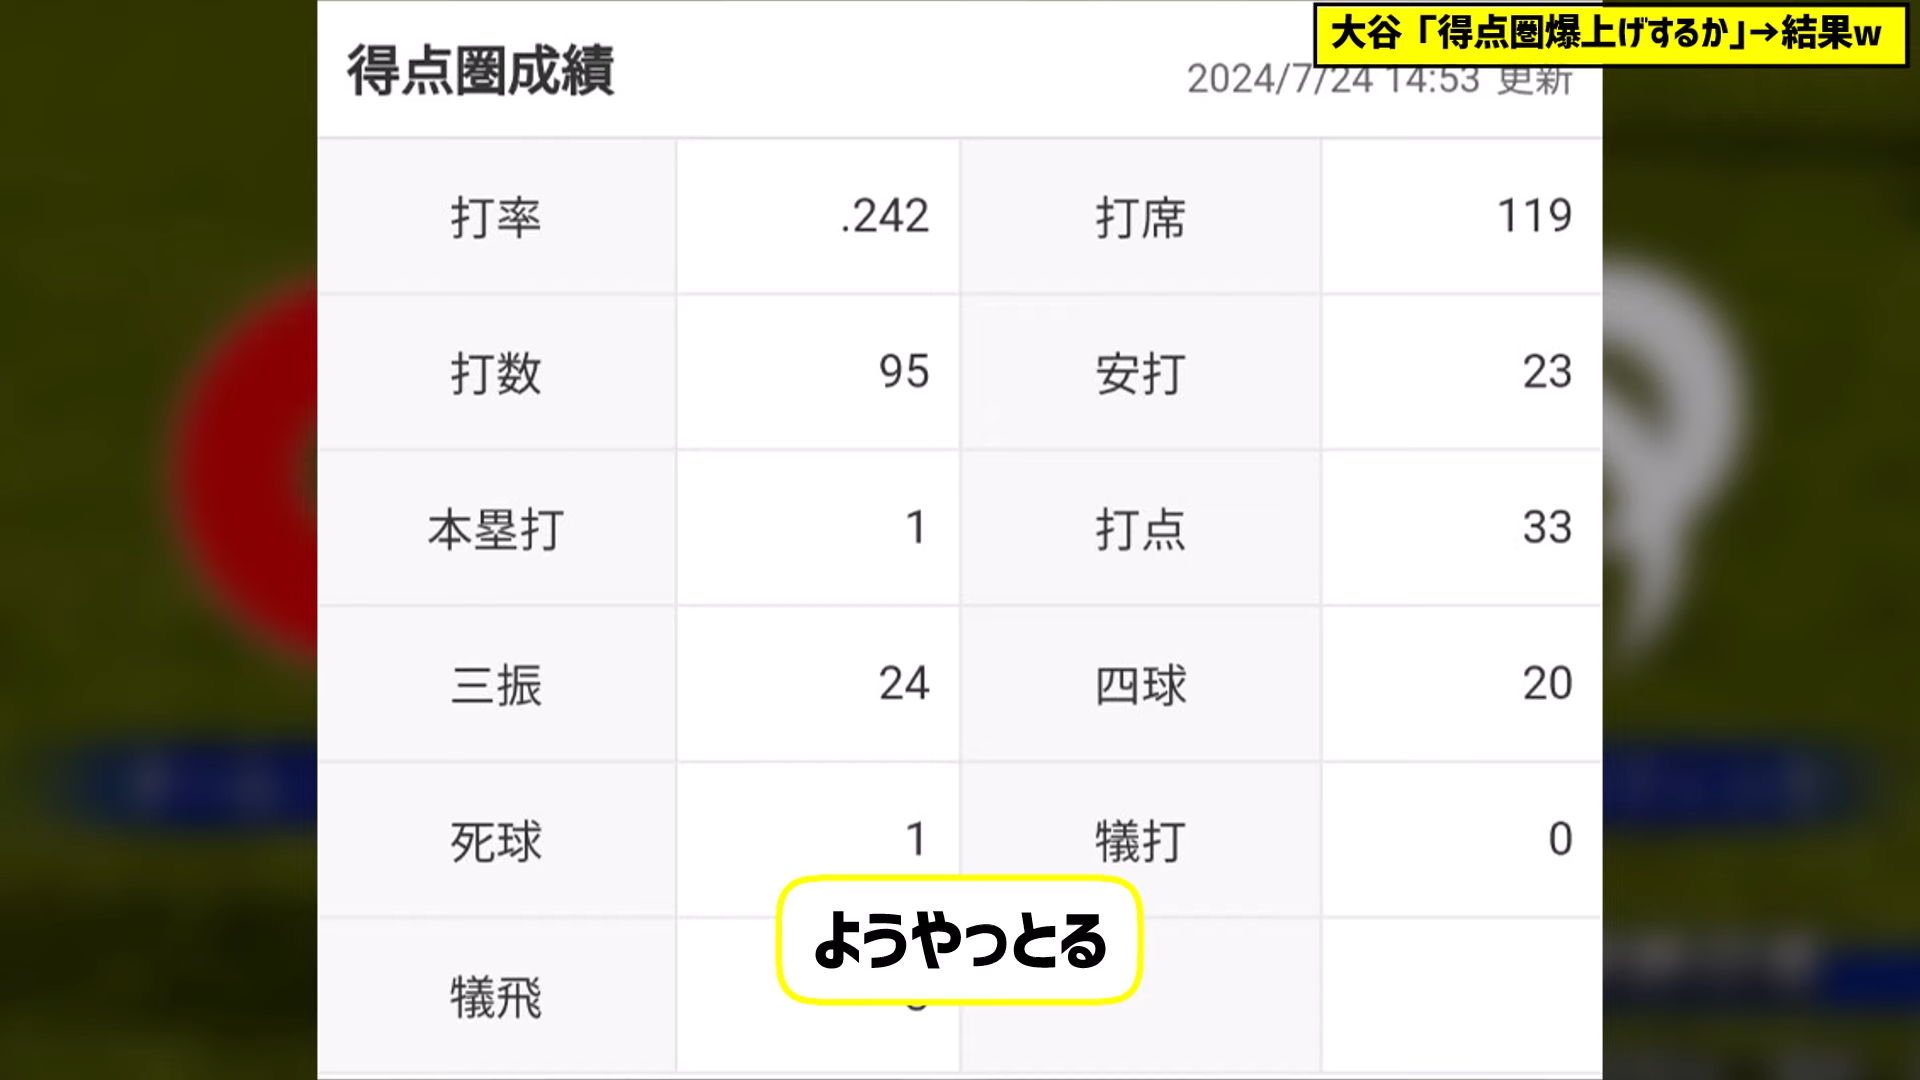 大谷「得点圏爆上げするか」→結果w
得点圏成績
2024/7/24 14:53 更新
打率 .242 打席 119
打数 95 安打 23
本塁打 1 打点 33
三振 24 四球 20
死球 1 犠打 0
犠飛
ようやっとる